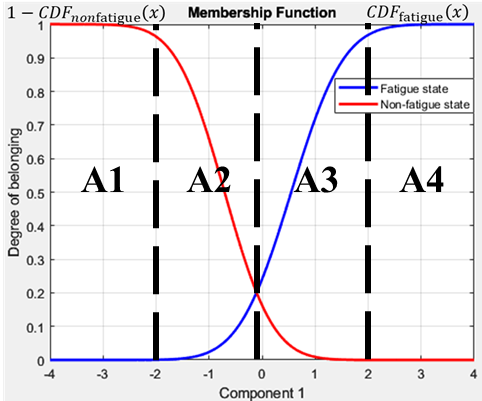 1 − CDF_nonfatigue(x) Membership Function CDF_fatigue(x)
1
0.9
0.8
0.7
0.6
0.5
0.4
0.3
0.2
0.1
0
Degree of belonging
Fatigue state
Non-fatigue state
A1 A2 A3 A4
-4 -3 -2 -1 0 1 2 3 4
Component 1